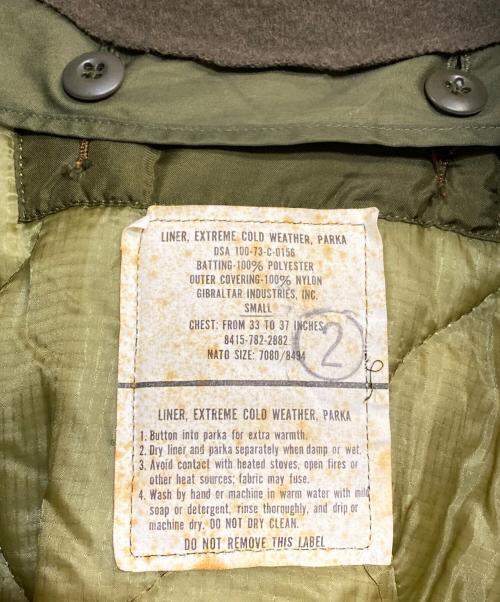 LINER, EXTREME COLD WEATHER, PARKA
DSA 100-73-C-0156
BATTING-100% POLYESTER
OUTER COVERING-100% NYLON
GIBRALTAR INDUSTRIES, INC.
SMALL
CHEST: FROM 33 TO 37 INCHES
8415-782-2882
NATO SIZE: 7080/8494
2
LINER, EXTREME COLD WEATHER, PARKA
1. Button into parka for extra warmth.
2. Dry liner and parka separately when damp or wet.
3. Avoid contact with heated stoves, open fires or
other heat sources; fabric may fuse.
4. Wash by hand or machine in warm water with mild
soap or detergent, rinse thoroughly, and drip or
machine dry. DO NOT DRY CLEAN.
DO NOT REMOVE THIS LABEL